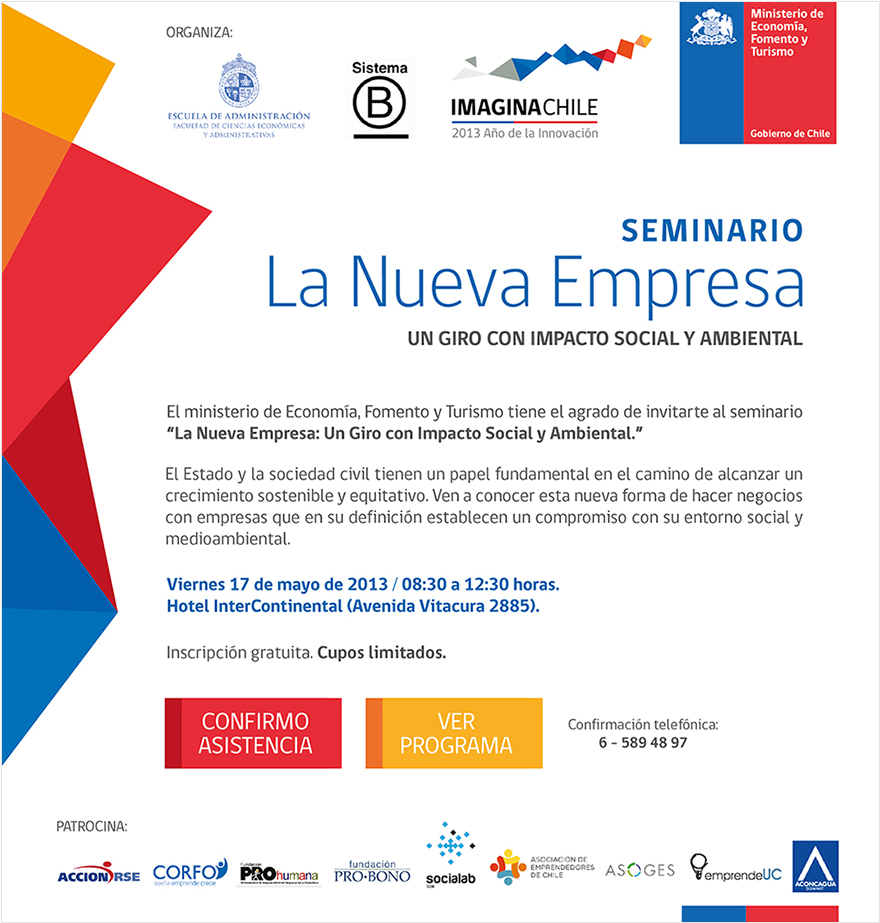 ORGANIZA:
ESCUELA DE ADMINISTRACIÓN
FACULTAD DE CIENCIAS ECONÓMICAS
Y ADMINISTRATIVAS
Sistema
B
IMAGINACHILE
2013 Año de la Innovación
Ministerio de
Economía,
Fomento y
Turismo
Gobierno de Chile
SEMINARIO
La Nueva Empresa
UN GIRO CON IMPACTO SOCIAL Y AMBIENTAL
El ministerio de Economía, Fomento y Turismo tiene el agrado de invitarte al seminario
“La Nueva Empresa: Un Giro con Impacto Social y Ambiental.”
El Estado y la sociedad civil tienen un papel fundamental en el camino de alcanzar un
crecimiento sostenible y equitativo. Ven a conocer esta nueva forma de hacer negocios
con empresas que en su definición establecen un compromiso con su entorno social y
medioambiental.
Viernes 17 de mayo de 2013 / 08:30 a 12:30 horas.
Hotel InterContinental (Avenida Vitacura 2885).
Inscripción gratuita. Cupos limitados.
CONFIRMO
ASISTENCIA
VER
PROGRAMA
Confirmación telefónica:
6 – 589 48 97
PATROCINA:
ACCIONRSE
CORFO
sueña emprende crece
Fundación
PROhumana
fundación
PRO·BONO
socialab
ASOCIACIÓN DE
EMPRENDEDORES
DE CHILE
ASOGES
emprendeUC
ACONCAGUA
SUMMIT